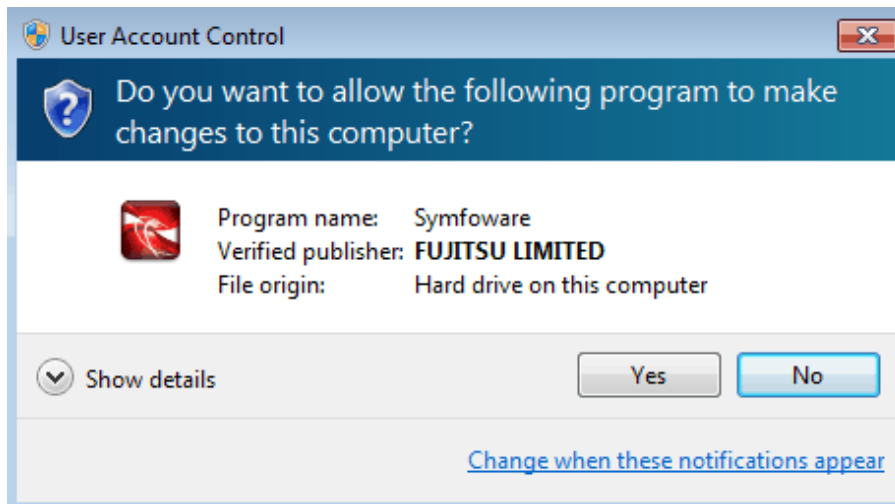 User Account Control
Do you want to allow the following program to make
changes to this computer?
Program name: Symfoware
Verified publisher: FUJITSU LIMITED
File origin: Hard drive on this computer
Show details
Yes
No
Change when these notifications appear